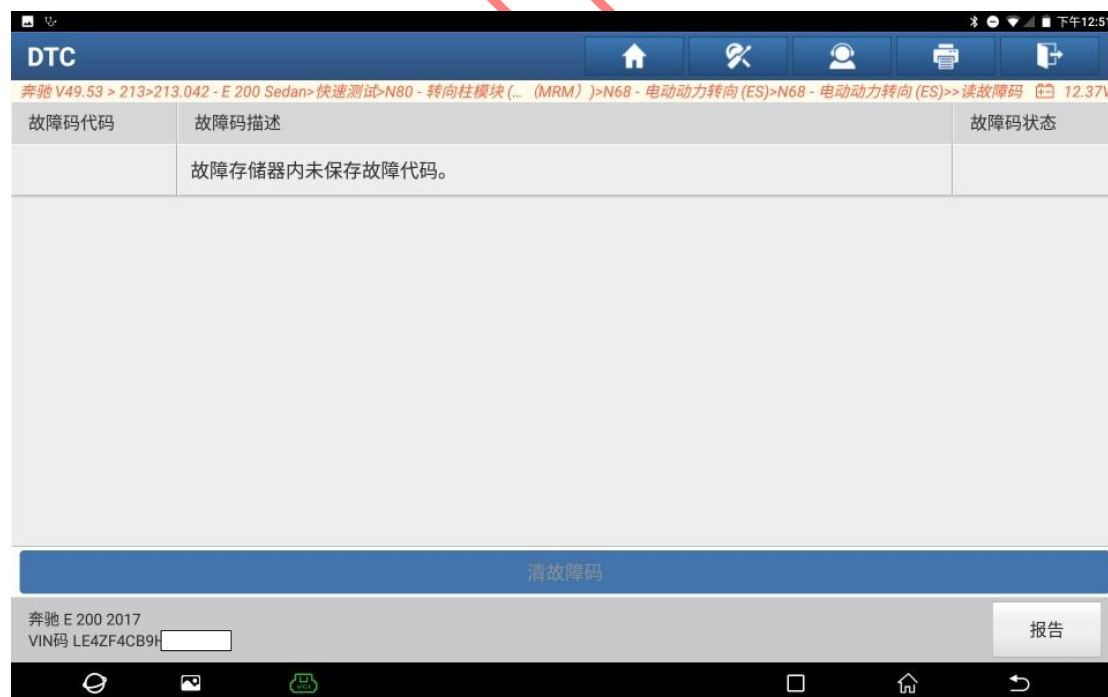 下午12:51
DTC
奔驰 V49.53 > 213>213.042 - E 200 Sedan>快速测试>N80 - 转向柱模块 (... （MRM）)>N68 - 电动动力转向 (ES)>N68 - 电动动力转向 (ES)>>读故障码 12.37V
故障码代码 故障码描述 故障码状态
故障存储器内未保存故障代码。
清故障码
奔驰 E 200 2017
VIN码 LE4ZF4CB9H
报告
VCI